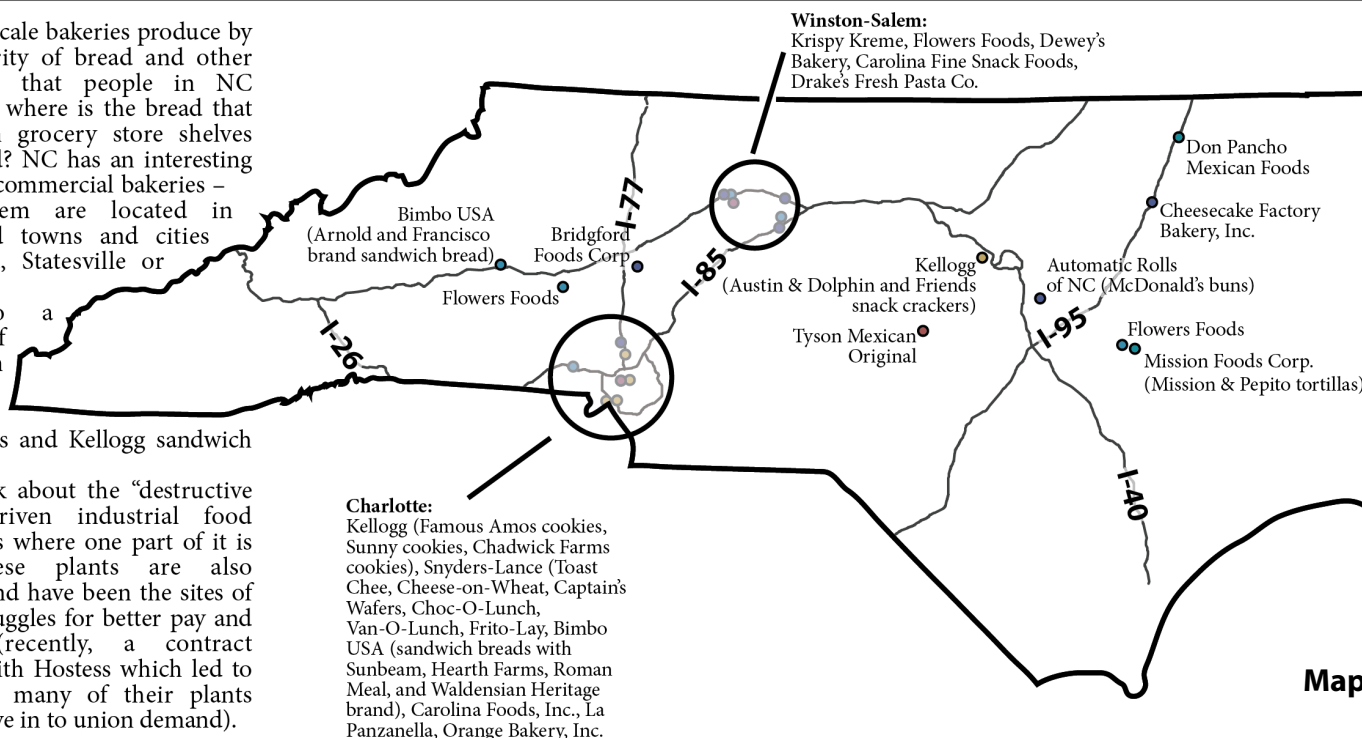 cale bakeries produce by
rity of bread and other
that people in NC
where is the bread that
grocery store shelves
? NC has an interesting
commercial bakeries –
em are located in
towns and cities
, Statesville or
o a
f
s and Kellogg sandwich
k about the “destructive
riven industrial food
s where one part of it is
ese plants are also
nd have been the sites of
uggles for better pay and
(recently, a contract
ith Hostess which led to
many of their plants
ve in to union demand).
Winston-Salem:
Krispy Kreme, Flowers Foods, Dewey’s
Bakery, Carolina Fine Snack Foods,
Drake’s Fresh Pasta Co.
Don Pancho
Mexican Foods
I-77
Cheesecake Factory
Bakery, Inc.
Bimbo USA
(Arnold and Francisco
brand sandwich bread)
Bridgford
Foods Corp
Flowers Foods
I-85
Kellogg
(Austin & Dolphin and Friends
snack crackers)
Automatic Rolls
of NC (McDonald’s buns)
I-26
Tyson Mexican
Original
I-95
Flowers Foods
Mission Foods Corp.
(Mission & Pepito tortillas)
I-40
Charlotte:
Kellogg (Famous Amos cookies,
Sunny cookies, Chadwick Farms
cookies), Snyders-Lance (Toast
Chee, Cheese-on-Wheat, Captain’s
Wafers, Choc-O-Lunch,
Van-O-Lunch, Frito-Lay, Bimbo
USA (sandwich breads with
Sunbeam, Hearth Farms, Roman
Meal, and Waldensian Heritage
brand), Carolina Foods, Inc., La
Panzanella, Orange Bakery, Inc.
Map